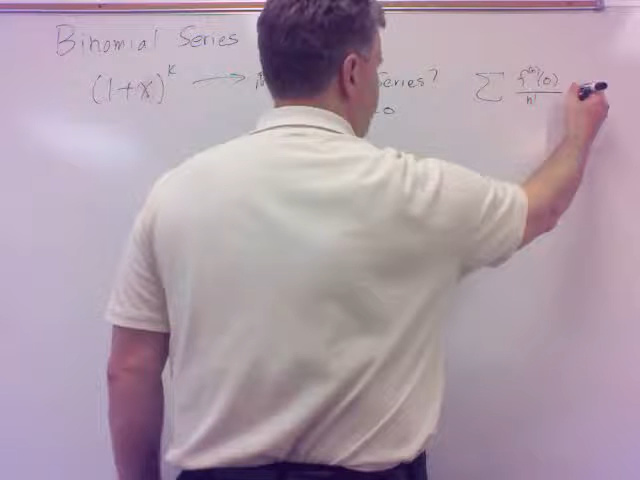 Binomial Series
(1+x)^k → Series? ∑ f^(n)(0)/n!